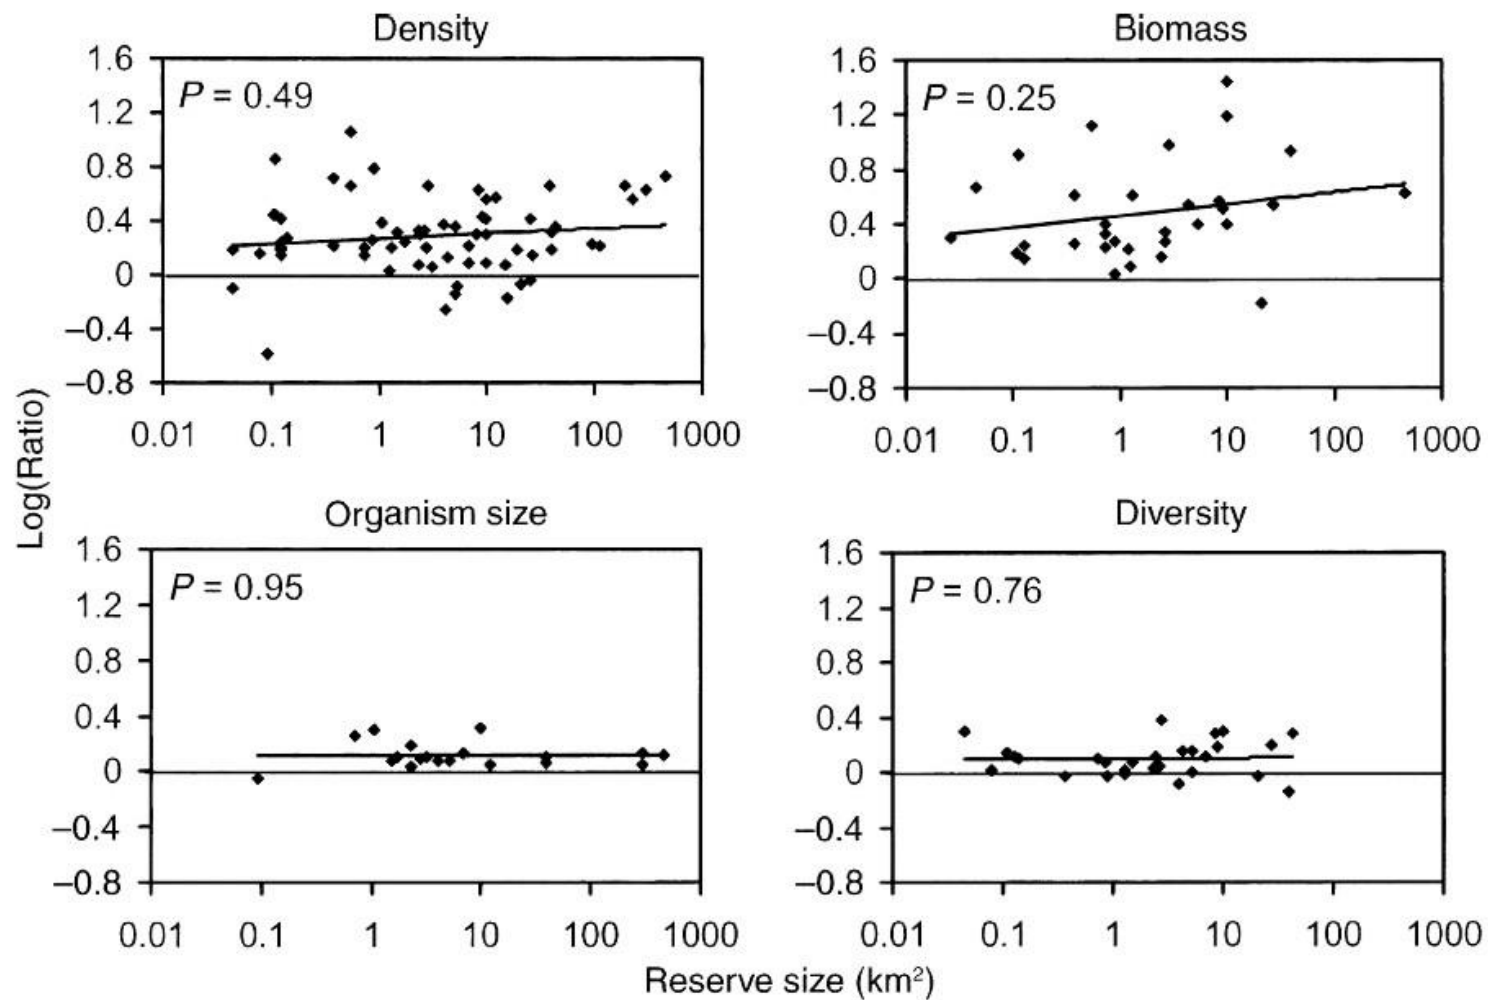 Density
Biomass
1.6
1.2
0.8
0.4
0
−0.4
−0.8
P = 0.49
0.01 0.1 1 10 100 1000
1.6
1.2
0.8
0.4
0
−0.4
−0.8
P = 0.25
0.01 0.1 1 10 100 1000
Log(Ratio)
Organism size
Diversity
1.6
1.2
0.8
0.4
0
−0.4
−0.8
P = 0.95
0.01 0.1 1 10 100 1000
1.6
1.2
0.8
0.4
0
−0.4
−0.8
P = 0.76
0.01 0.1 1 10 100 1000
Reserve size (km²)